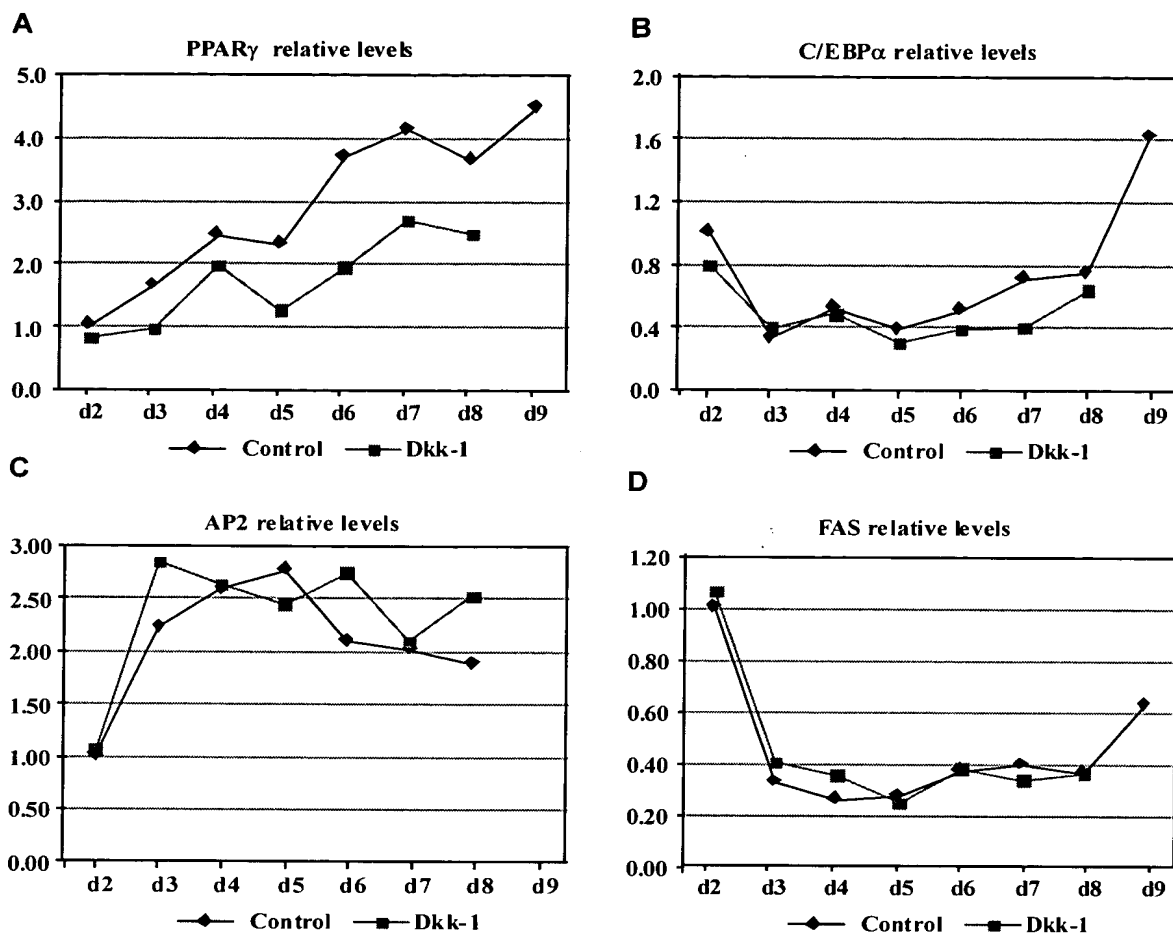 A
PPARγ relative levels
5.0
4.0
3.0
2.0
1.0
0.0
d2 d3 d4 d5 d6 d7 d8 d9
Control Dkk-1
B
C/EBPα relative levels
2.0
1.6
1.2
0.8
0.4
0.0
d2 d3 d4 d5 d6 d7 d8 d9
Control Dkk-1
C
AP2 relative levels
3.00
2.50
2.00
1.50
1.00
0.50
0.00
d2 d3 d4 d5 d6 d7 d8 d9
Control Dkk-1
D
FAS relative levels
1.20
1.00
0.80
0.60
0.40
0.20
0.00
d2 d3 d4 d5 d6 d7 d8 d9
Control Dkk-1